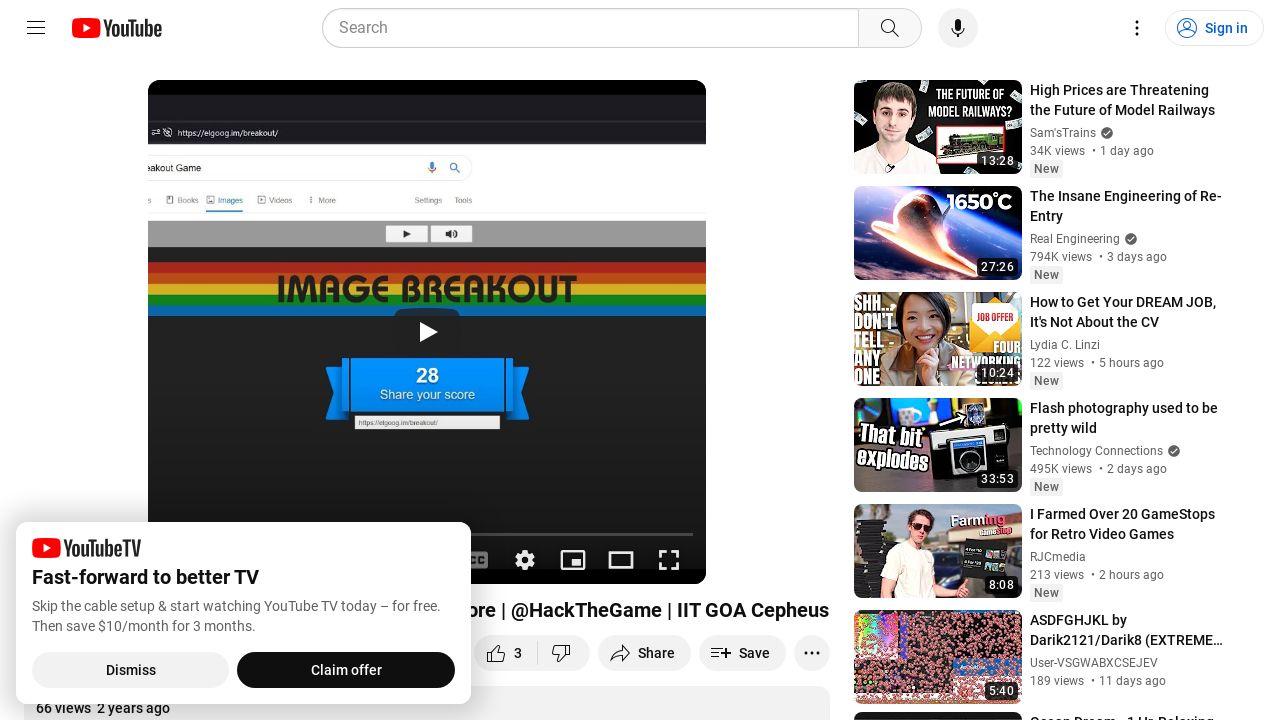 YouTube
Search
Sign in
https://elgoog.im/breakout/
eakout Game
Books
Images
Videos
More
Settings
Tools
IMAGE BREAKOUT
28
Share your score
https://elgoog.im/breakout/
CC
ore | @HackTheGame | IIT GOA Cepheus
3
Share
Save
66 views 2 years ago
YouTubeTV
Fast-forward to better TV
Skip the cable setup & start watching YouTube TV today – for free.
Then save $10/month for 3 months.
Dismiss
Claim offer
THE FUTURE OF
MODEL RAILWAYS?
13:28
High Prices are Threatening
the Future of Model Railways
Sam'sTrains
34K views • 1 day ago
New
1650°C
27:26
The Insane Engineering of Re-
Entry
Real Engineering
794K views • 3 days ago
New
SHH...
DON'T
TELL
ANY
ONE
JOB OFFER
FOUR
NETWORKING
10:24
How to Get Your DREAM JOB,
It's Not About the CV
Lydia C. Linzi
122 views • 5 hours ago
New
That bit
explodes
33:53
Flash photography used to be
pretty wild
Technology Connections
495K views • 2 days ago
New
Farming
GameStop
8:08
I Farmed Over 20 GameStops
for Retro Video Games
RJCmedia
213 views • 2 hours ago
New
5:40
ASDFGHJKL by
Darik2121/Darik8 (EXTREME...
User-VSGWABXCSEJEV
189 views • 11 days ago